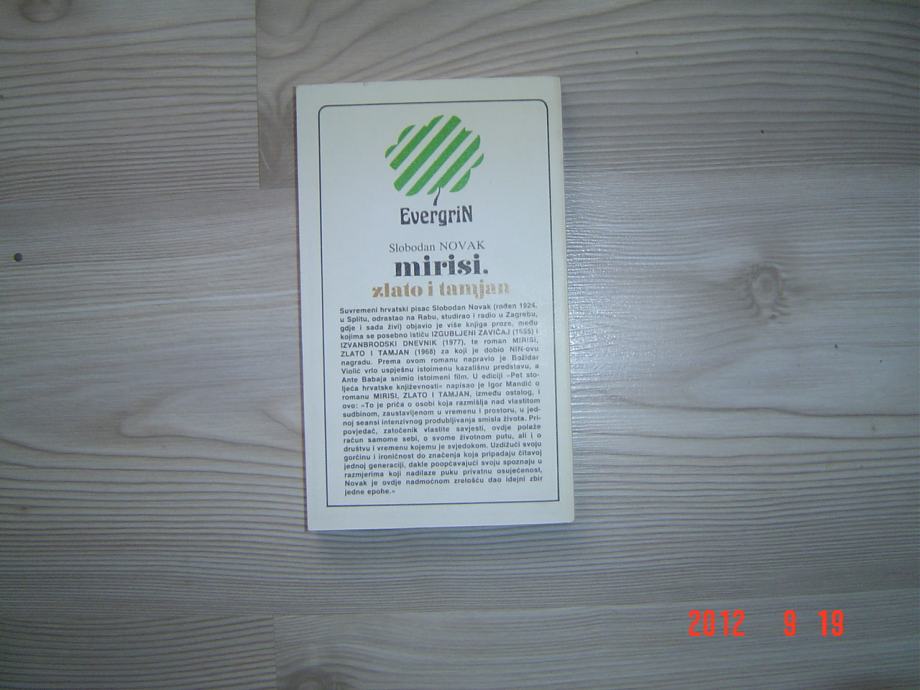 EvergriN
Slobodan NOVAK
mirisi.
zlato i tamjan
Suvremeni hrvatski pisac Slobodan Novak (rođen 1924.
u Splitu, odrastao na Rabu, studirao i radio u Zagrebu,
gdje i sada živi) objavio je više knjiga proze, među
kojima se posebno ističu IZGUBLJENI ZAVIČAJ (1955) i
IZVANBRODSKI DNEVNIK (1977), te roman MIRISI,
ZLATO I TAMJAN (1968) za koji je dobio NIN-ovu
nagradu. Prema ovom romanu napravio je Božidar
Violić vrlo uspješnu istoimenu kazališnu predstavu, a
Ante Babaja snimio istoimeni film. U ediciji »Pet sto-
ljeća hrvatske književnosti« napisao je Igor Mandić o
romanu MIRISI, ZLATO I TAMJAN, između ostalog, i
ovo: »To je priča o osobi koja razmišlja nad vlastitom
sudbinom, zaustavljenom u vremenu i prostoru, u jed-
noj seansi intenzivnog produbljivanja smisla života. Pri-
povjedač, zatočenik vlastite savjesti, ovdje polaže
račun samome sebi, o svome životnom putu, ali i o
društvu i vremenu kojemu je svjedokom. Uzdižući svoju
gorčinu i ironičnost do značenja koja pripadaju čitavoj
jednoj generaciji, dakle poopćavajući svoju spoznaju u
razmjerima koji nadilaze puku privatnu osujećenost,
Novak je ovdje nadmoćnom zrelošću dao idejni zbir
jedne epohe.«
2012 9 19